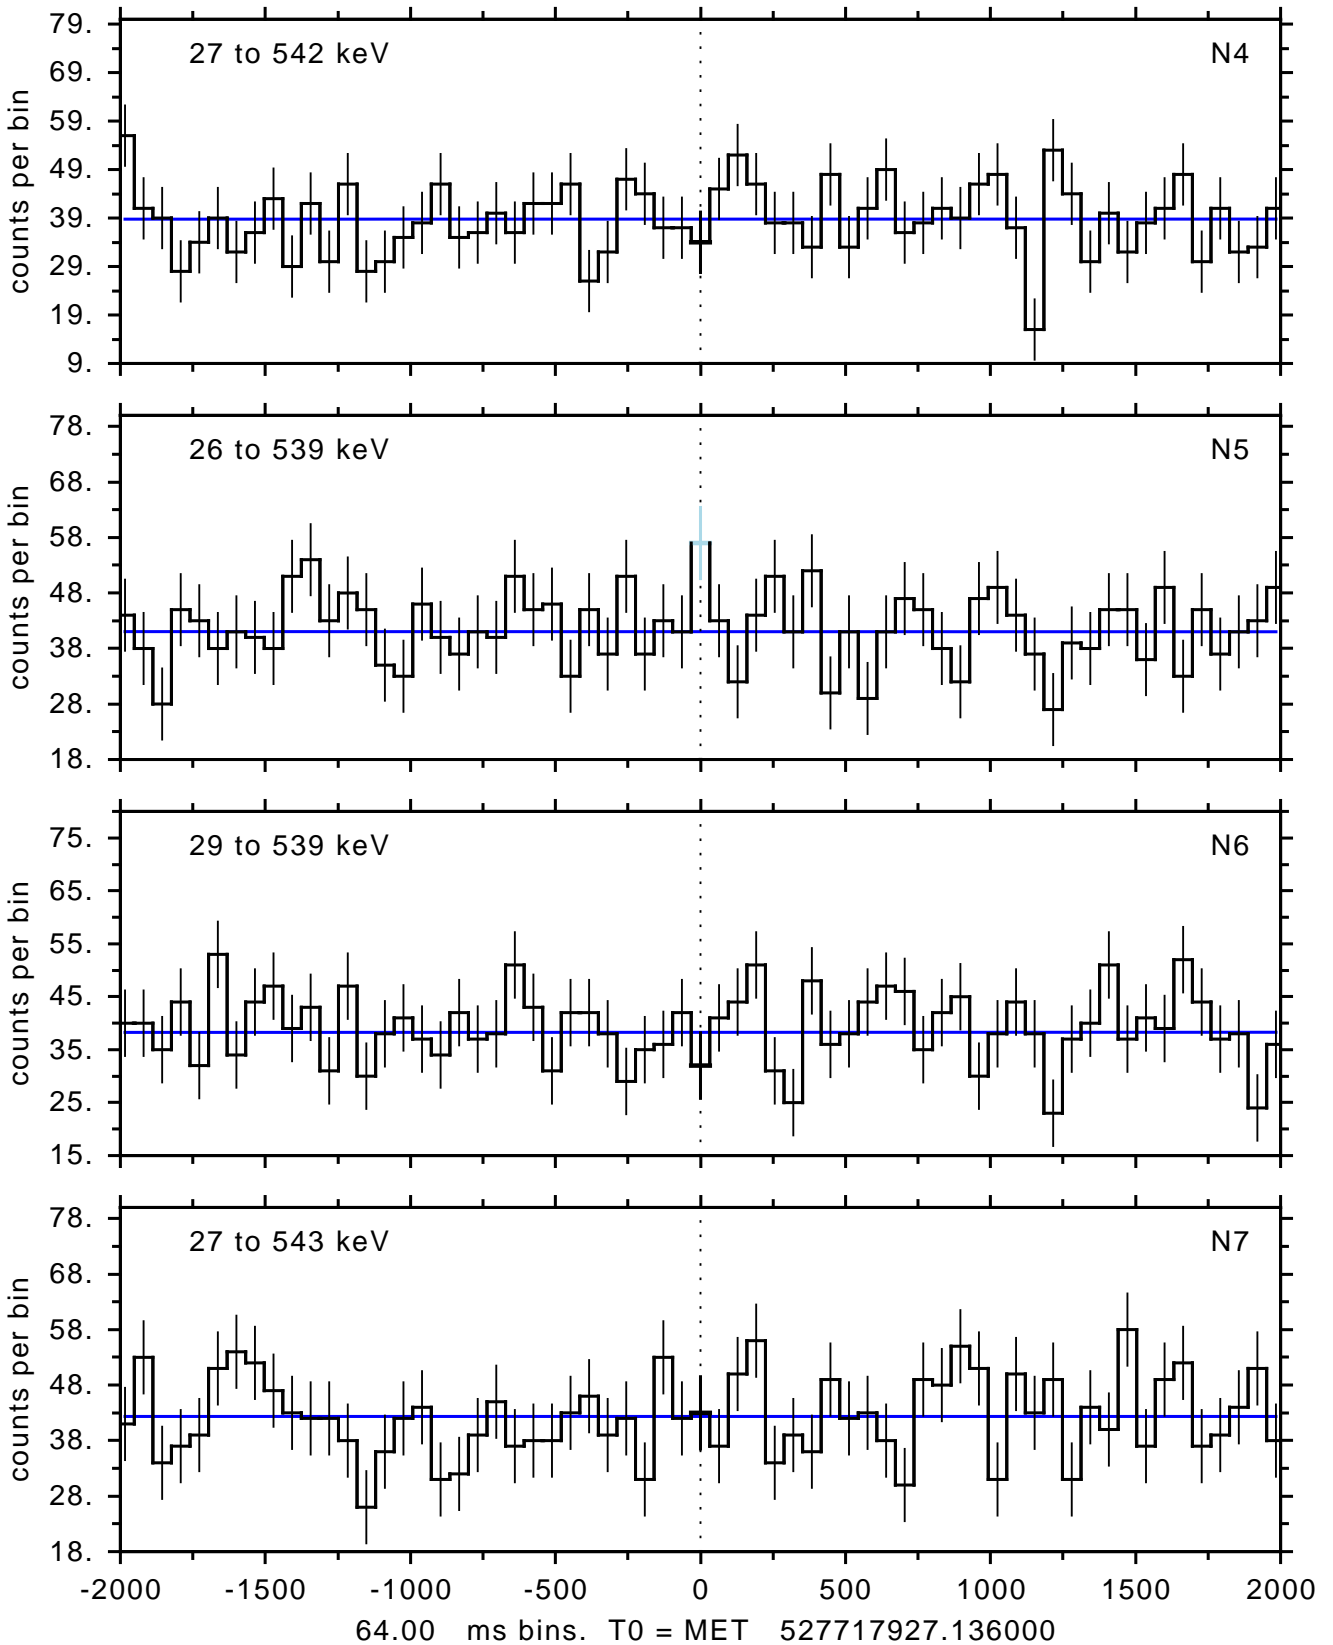 79.
27 to 542 keV N4
69.
59.
49.
39.
29.
19.
9.
counts per bin
78.
26 to 539 keV N5
68.
58.
48.
38.
28.
18.
counts per bin
75.
29 to 539 keV N6
65.
55.
45.
35.
25.
15.
counts per bin
78.
27 to 543 keV N7
68.
58.
48.
38.
28.
18.
counts per bin
-2000 -1500 -1000 -500 0 500 1000 1500 2000
64.00 ms bins. T0 = MET 527717927.136000